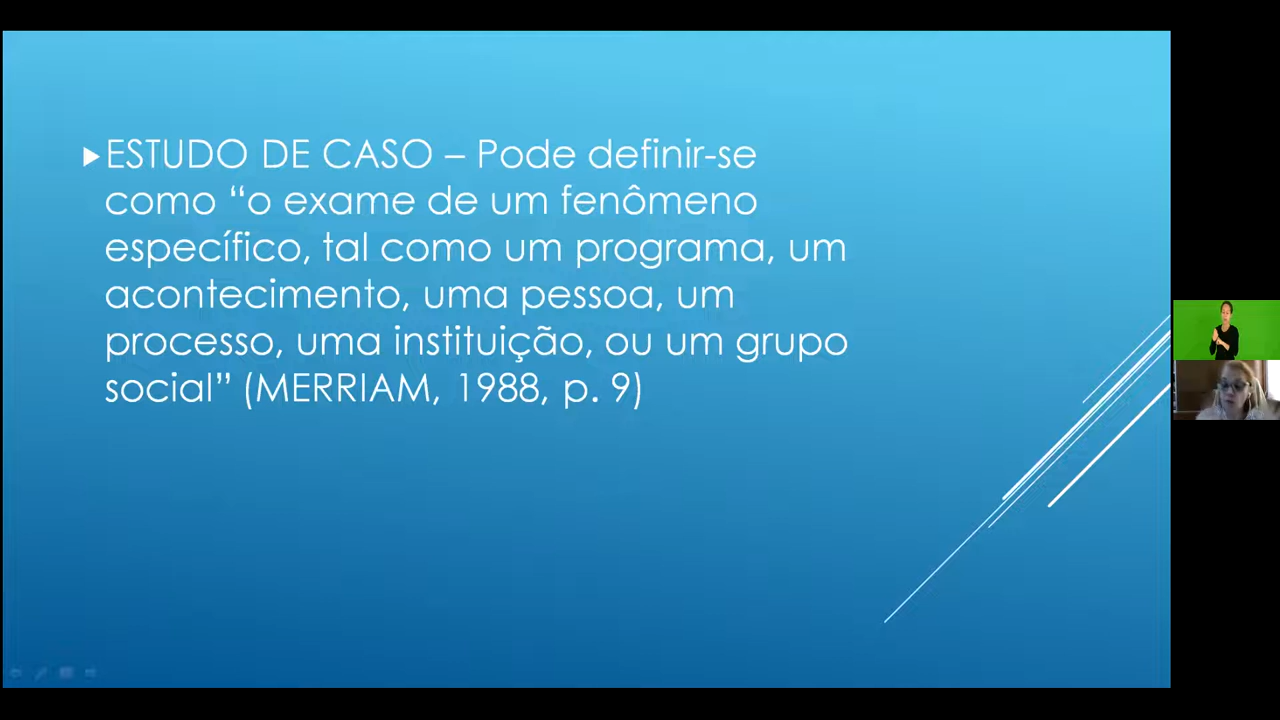 ESTUDO DE CASO – Pode definir-se
como “o exame de um fenômeno
específico, tal como um programa, um
acontecimento, uma pessoa, um
processo, uma instituição, ou um grupo
social” (MERRIAM, 1988, p. 9)